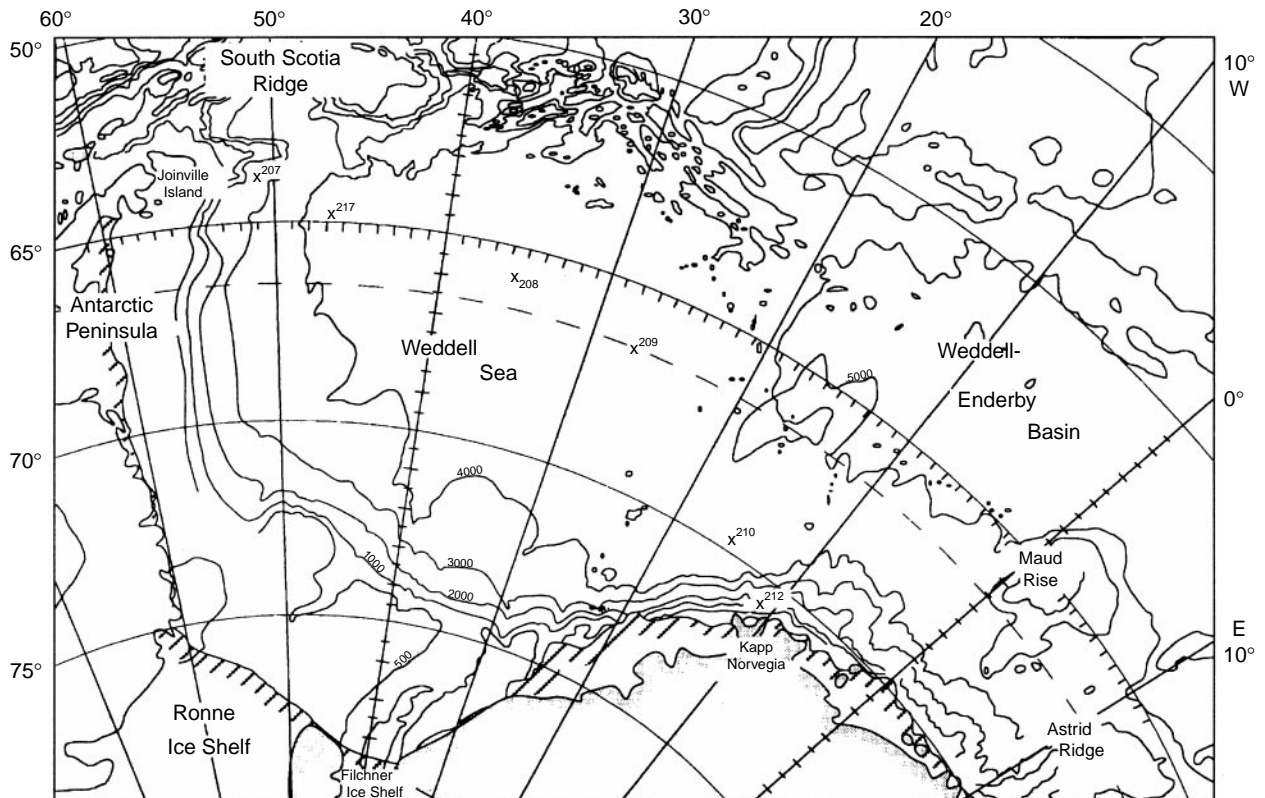 60° 50° 40° 30° 20°
50°
10°
W
South Scotia
Ridge
Joinville
Island
x207
x217
65°
x208
Antarctic
Peninsula
x209
Weddell
Sea
Weddell-
Enderby
Basin
5000
0°
70°
4000
x210
3000
1000
2000
x212
Maud
Rise
Kapp
Norvegia
E
10°
75°
500
Ronne
Ice Shelf
Astrid
Ridge
Filchner
Ice Shelf